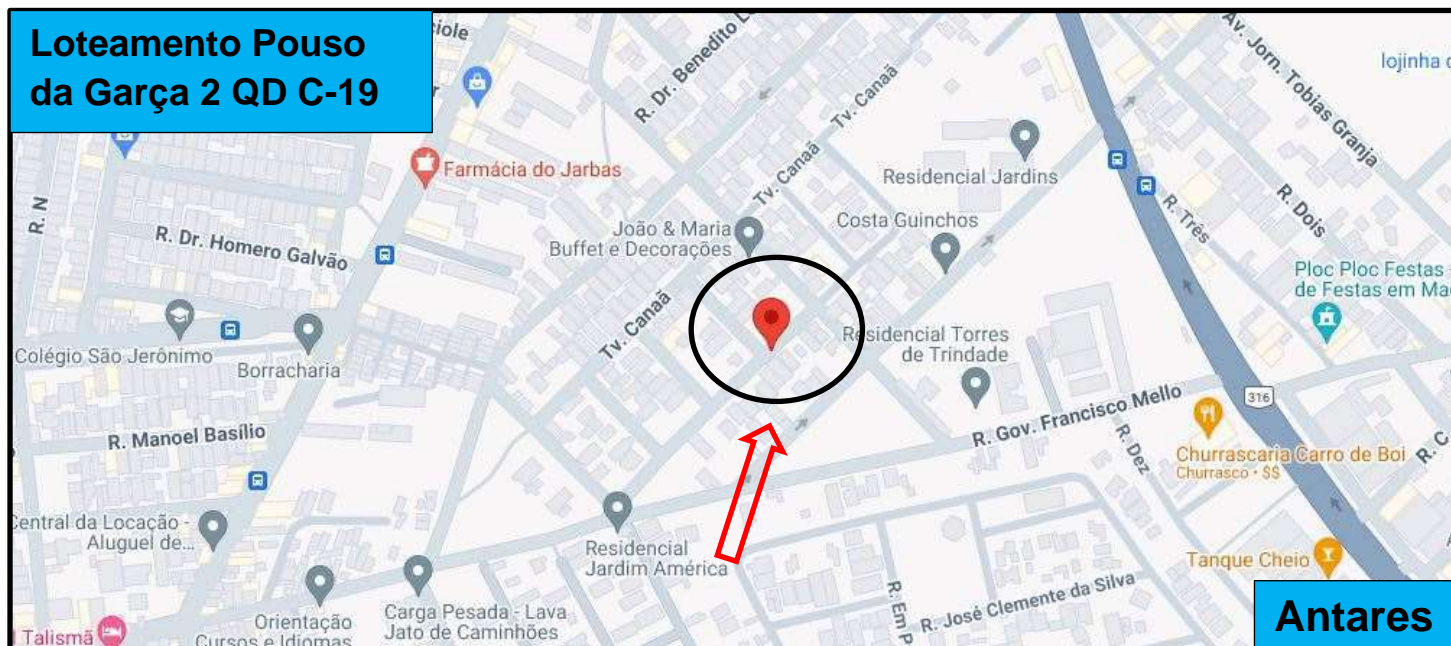 Loteamento Pouso
da Garça 2 QD C-19
R. Dr. Benedito
Av. Jorn. Tobias Granja
lojinha
Tv. Canaã
Tv. Canaã
Farmácia do Jarbas
Residencial Jardins
R. N
R. Dois
R. Três
João & Maria
Buffet e Decorações
Costa Guinchos
R. Dr. Homero Galvão
Ploc Ploc Festas
de Festas em
Tv. Canaã
Colégio São Jerônimo
Borracharia
Residencial Torres
de Trindade
316
R. Gov. Francisco Mello
R. Manoel Basílio
R. Dez
Churrascaria Carro de Boi
Churrasco · $$
R. C
Central da Locação -
Aluguel de...
Residencial
Jardim América
Tanque Cheio
R. José Clemente da Silva
R. Em P
Orientação
Cursos e Idiomas
Carga Pesada - Lava
Jato de Caminhões
Talismã
Antares